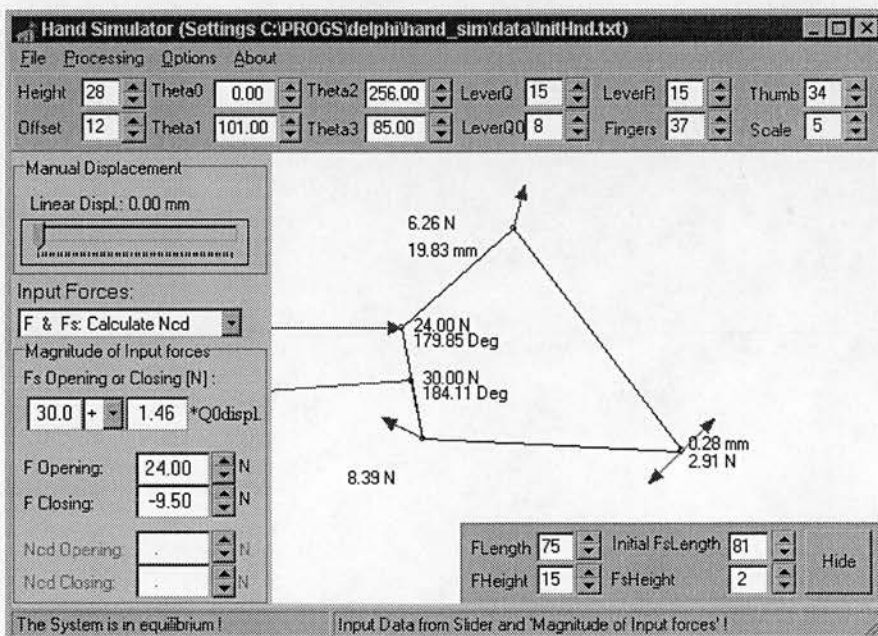 Hand Simulator (Settings C:\PROGS\delphi\hand_sim\data\InitHnd.txt)
File Processing Options About
Height 28 Theta0 0.00 Theta2 256.00 LeverQ 15 LeverR 15 Thumb 34
Offset 12 Theta1 101.00 Theta3 85.00 LeverQ0 8 Fingers 37 Scale 5
Manual Displacement
Linear Displ.: 0.00 mm
Input Forces:
F & Fs: Calculate Ncd
Magnitude of Input forces
Fs Opening or Closing [N] :
30.0 + 1.46 *Q0displ.
F Opening: 24.00 N
F Closing: -9.50 N
Ncd Opening: . N
Ncd Closing: . N
6.26 N
19.83 mm
24.00 N
179.85 Deg
30.00 N
184.11 Deg
8.39 N
0.28 mm
2.91 N
FLength 75 Initial FsLength 81
FHeight 15 FsHeight 2
Hide
The System is in equilibrium !
Input Data from Slider and 'Magnitude of Input forces' !